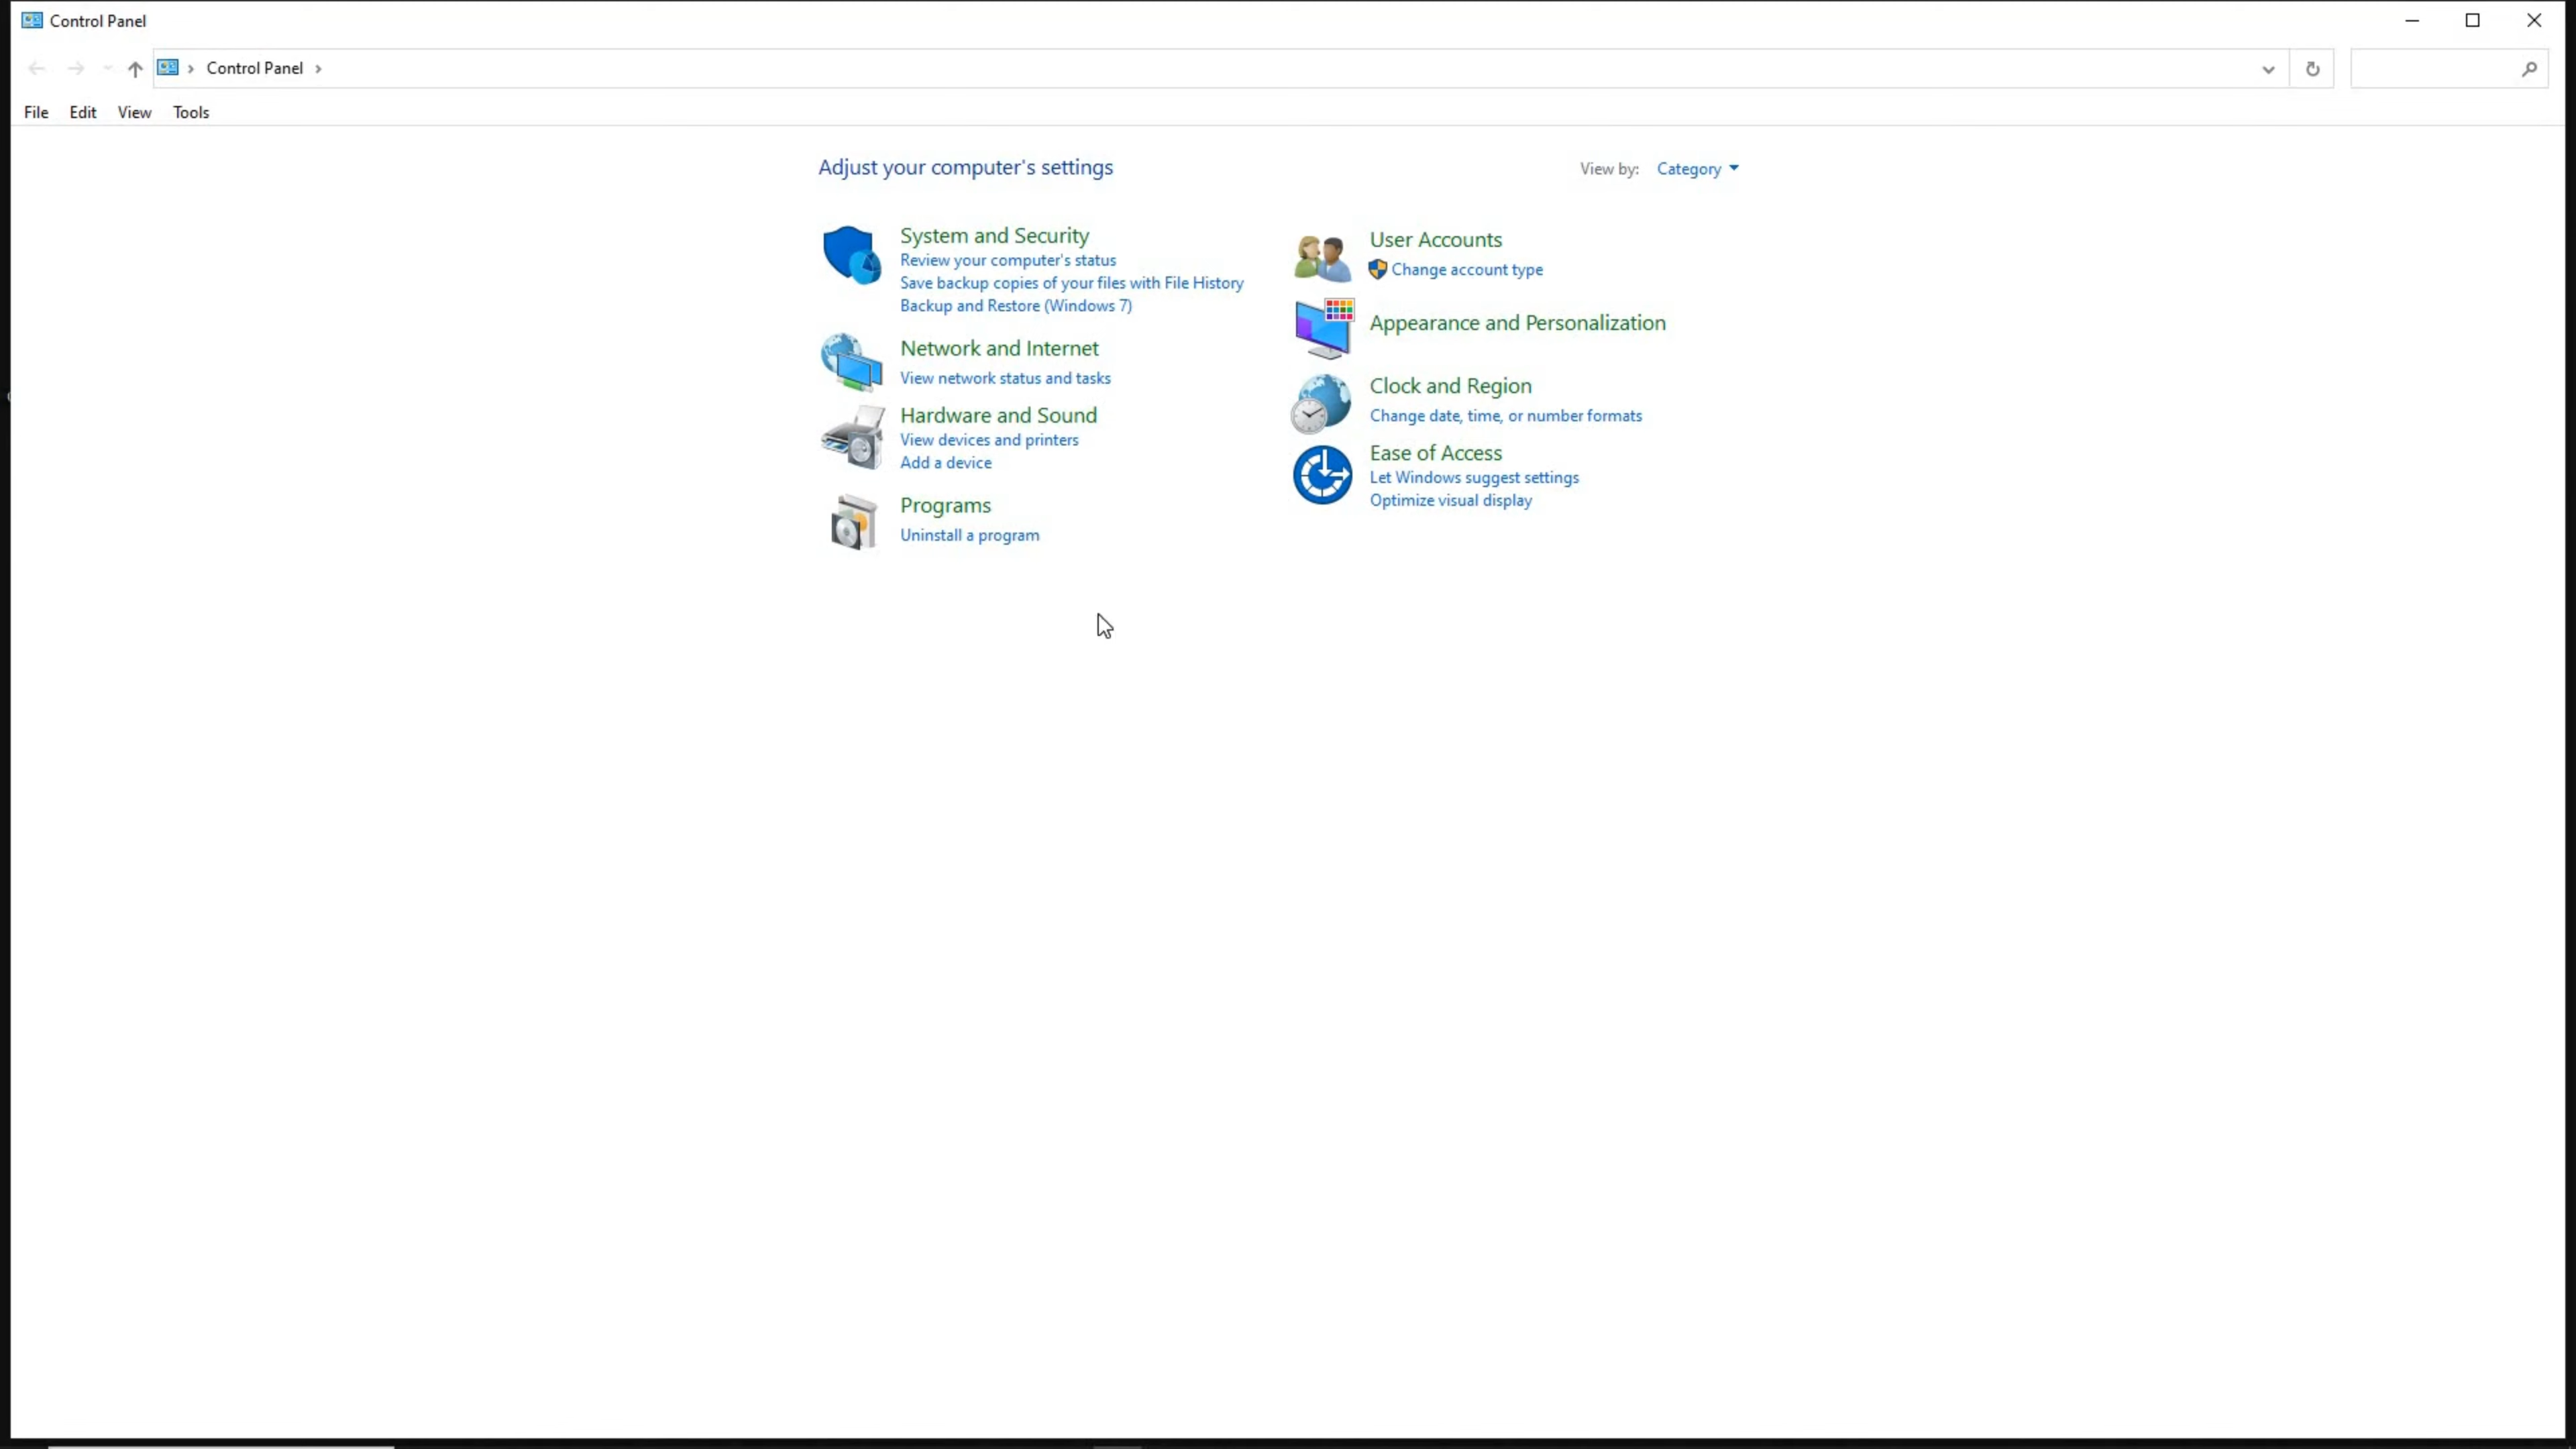 Control Panel
Control Panel
File Edit View Tools
Adjust your computer's settings
View by: Category
System and Security
Review your computer's status
Save backup copies of your files with File History
Backup and Restore (Windows 7)
Network and Internet
View network status and tasks
Hardware and Sound
View devices and printers
Add a device
Programs
Uninstall a program
User Accounts
Change account type
Appearance and Personalization
Clock and Region
Change date, time, or number formats
Ease of Access
Let Windows suggest settings
Optimize visual display